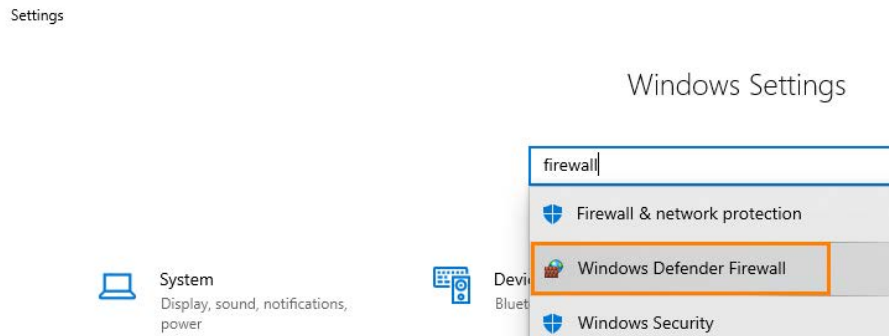 Settings
Windows Settings
firewall
Firewall & network protection
Windows Defender Firewall
Windows Security
System
Display, sound, notifications,
power